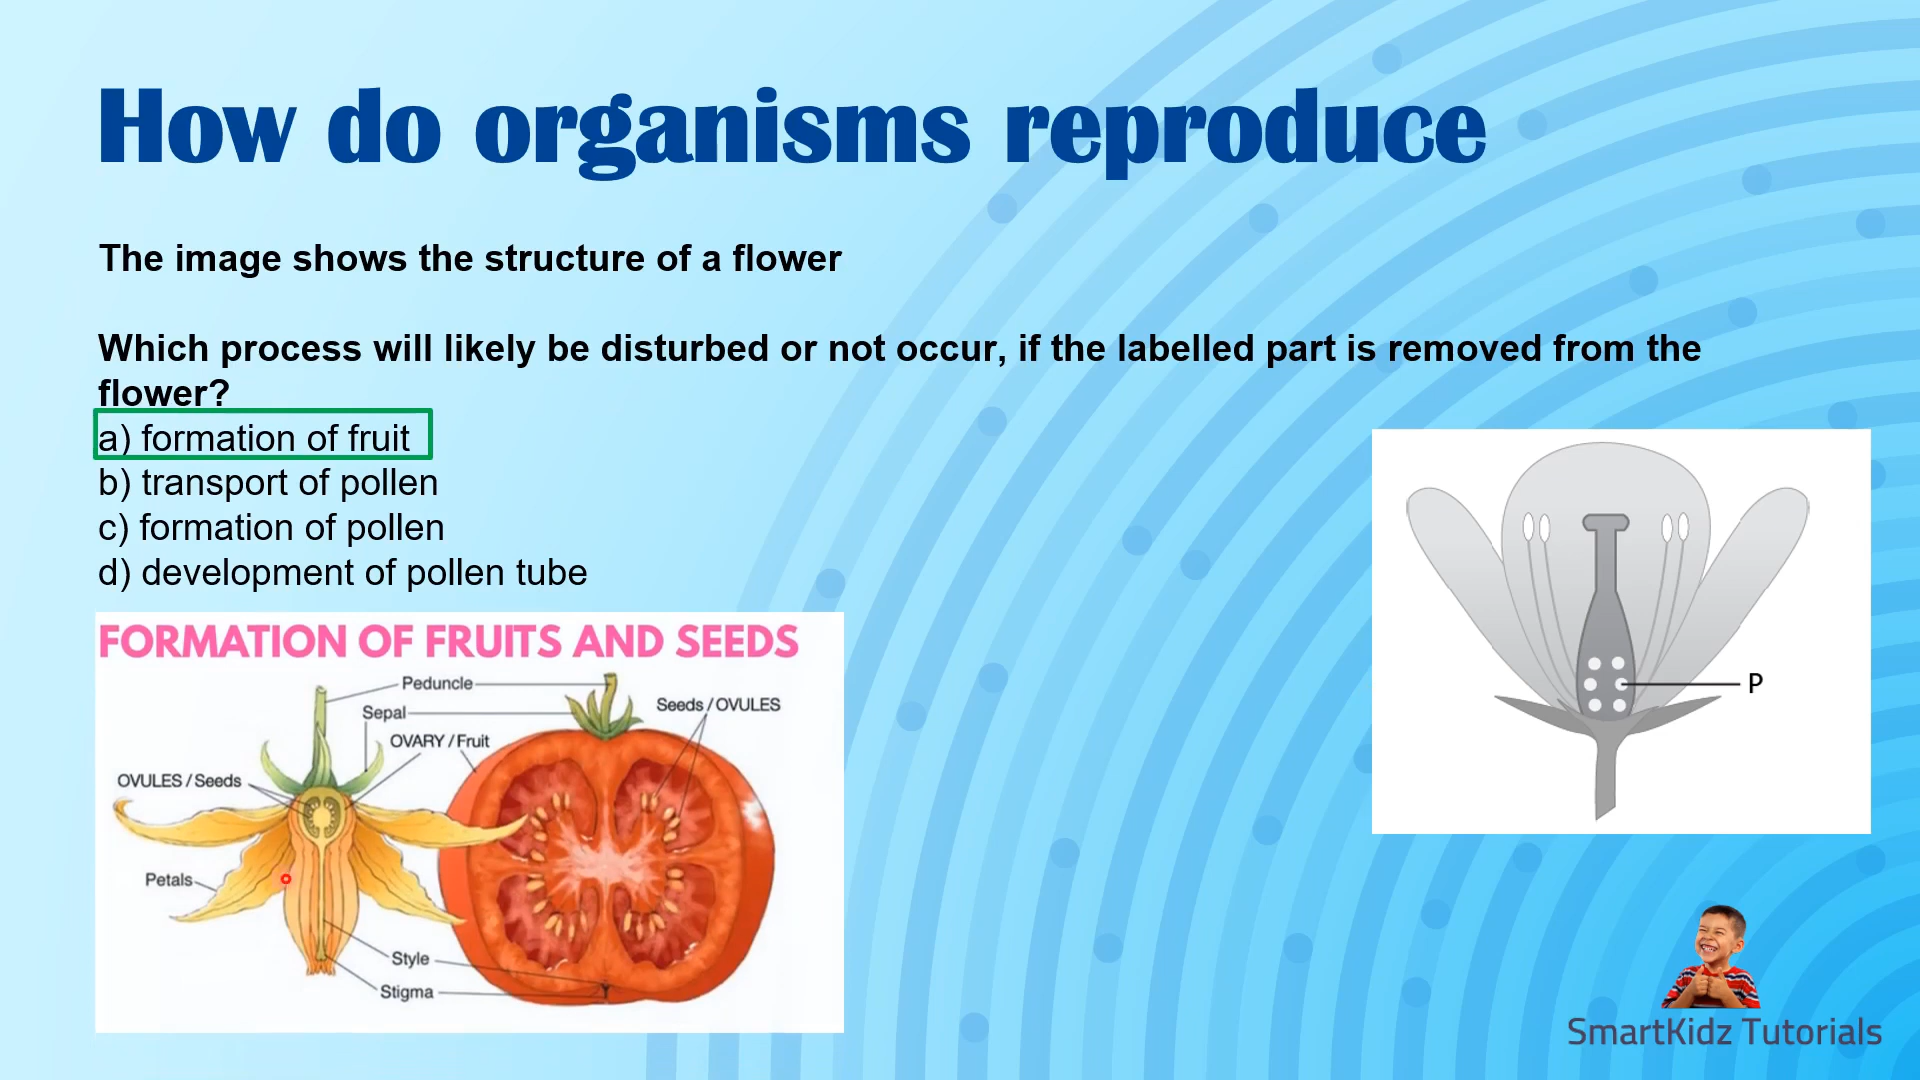 How do organisms reproduce
The image shows the structure of a flower
Which process will likely be disturbed or not occur, if the labelled part is removed from the
flower?
a) formation of fruit
b) transport of pollen
c) formation of pollen
d) development of pollen tube
FORMATION OF FRUITS AND SEEDS
Peduncle
Sepal
Seeds / OVULES
OVARY / Fruit
OVULES / Seeds
Petals
Style
Stigma
P
SmartKidz Tutorials